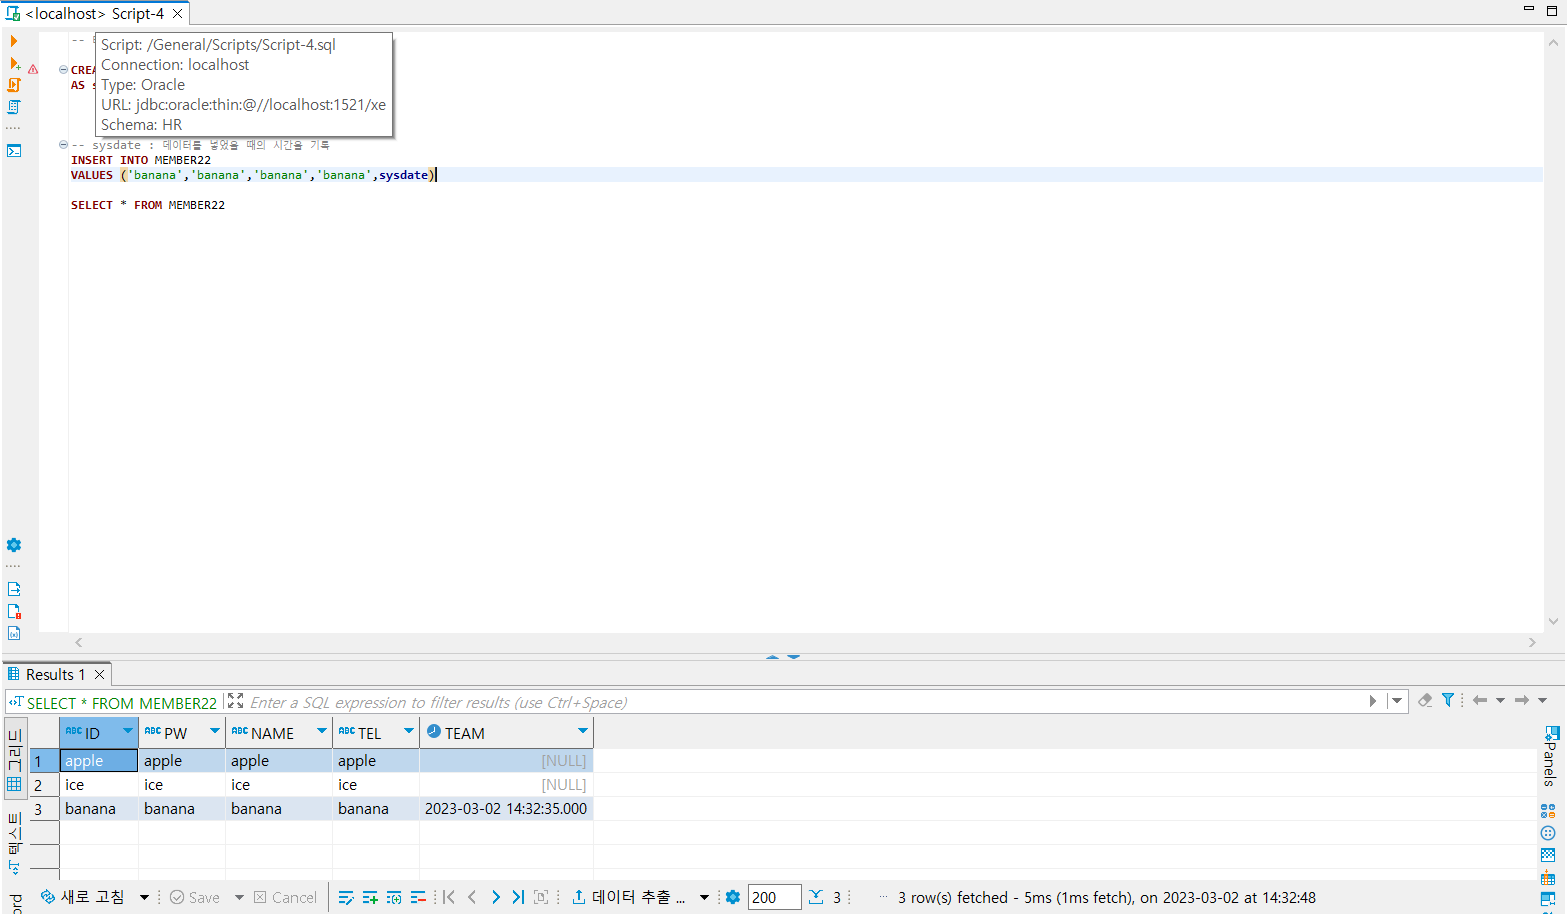 <localhost> Script-4
Script: /General/Scripts/Script-4.sql
Connection: localhost
Type: Oracle
URL: jdbc:oracle:thin:@//localhost:1521/xe
Schema: HR
--
CREA
AS
-- sysdate : 데이터를 넣었을 때의 시간을 기록
INSERT INTO MEMBER22
VALUES ('banana','banana','banana','banana',sysdate)
SELECT * FROM MEMBER22
Results 1
SELECT * FROM MEMBER22 Enter a SQL expression to filter results (use Ctrl+Space)
그리드
텍스트
ord
ABC ID ABC PW ABC NAME ABC TEL TEAM
1 apple apple apple apple [NULL]
2 ice ice ice ice [NULL]
3 banana banana banana banana 2023-03-02 14:32:35.000
Panels
새로 고침 Save Cancel 데이터 추출 ... 200 3 3 row(s) fetched - 5ms (1ms fetch), on 2023-03-02 at 14:32:48